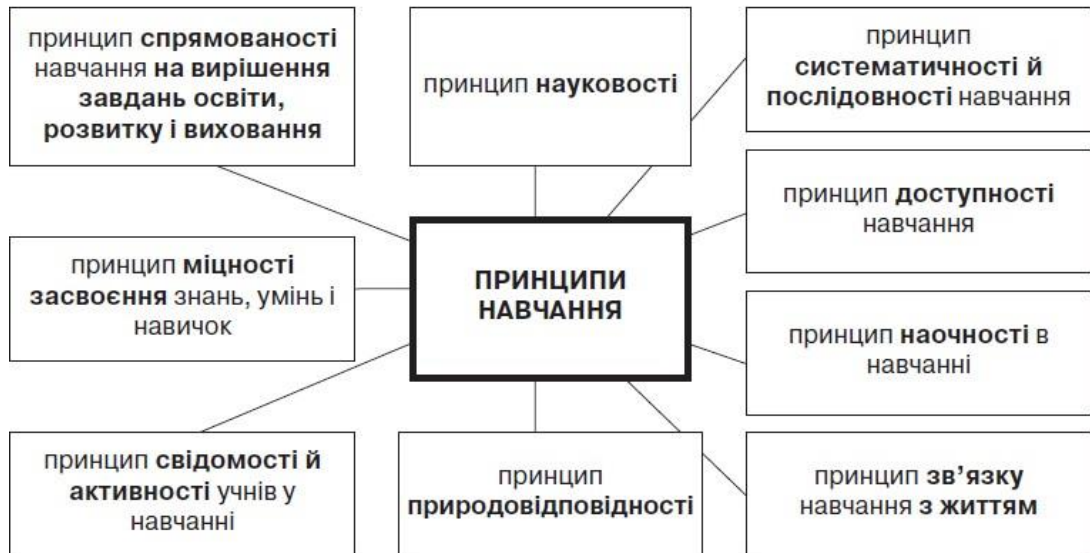 принцип спрямованості
навчання на вирішення
завдань освіти,
розвитку і виховання
принцип науковості
принцип
систематичності й
послідовності навчання
принцип доступності
навчання
принцип міцності
засвоєння знань, умінь і
навичок
ПРИНЦИПИ
НАВЧАННЯ
принцип наочності в
навчанні
принцип свідомості й
активності учнів у
навчанні
принцип
природовідповідності
принцип зв’язку
навчання з життям